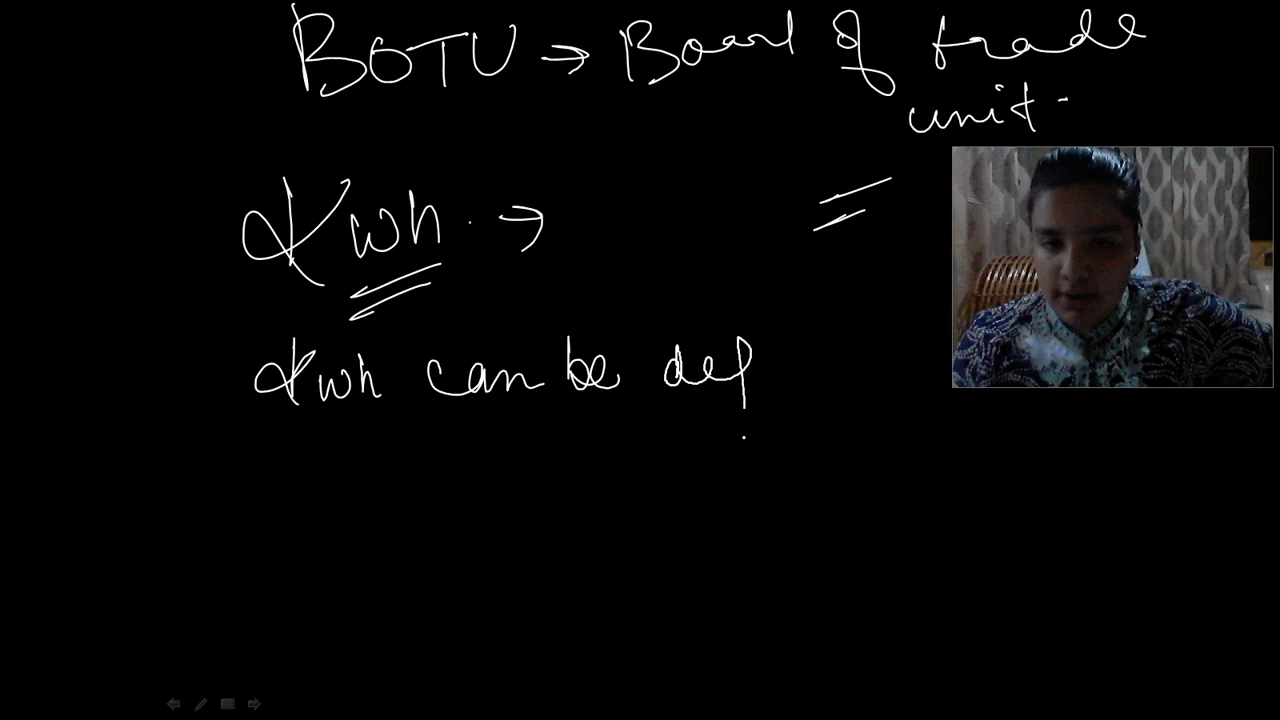 BOTU → Board of trade
unit.
Kwh. →
Kwh can be def